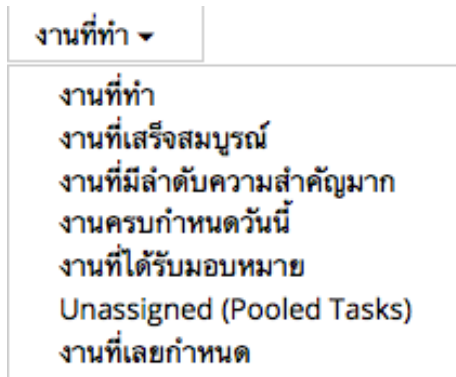 งานที่ทำ
งานที่ทำ
งานที่เสร็จสมบูรณ์
งานที่มีลำดับความสำคัญมาก
งานครบกำหนดวันนี้
งานที่ได้รับมอบหมาย
Unassigned (Pooled Tasks)
งานที่เลยกำหนด